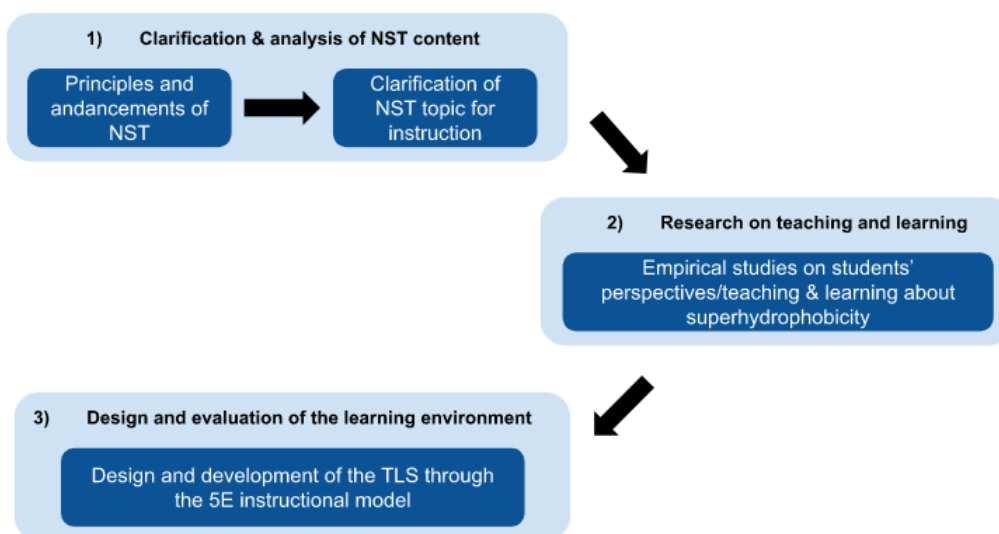 1) Clarification & analysis of NST content
Principles and
andancements of
NST
Clarification of
NST topic for
instruction
2) Research on teaching and learning
Empirical studies on students'
perspectives/teaching & learning about
superhydrophobicity
3) Design and evaluation of the learning environment
Design and development of the TLS through
the 5E instructional model